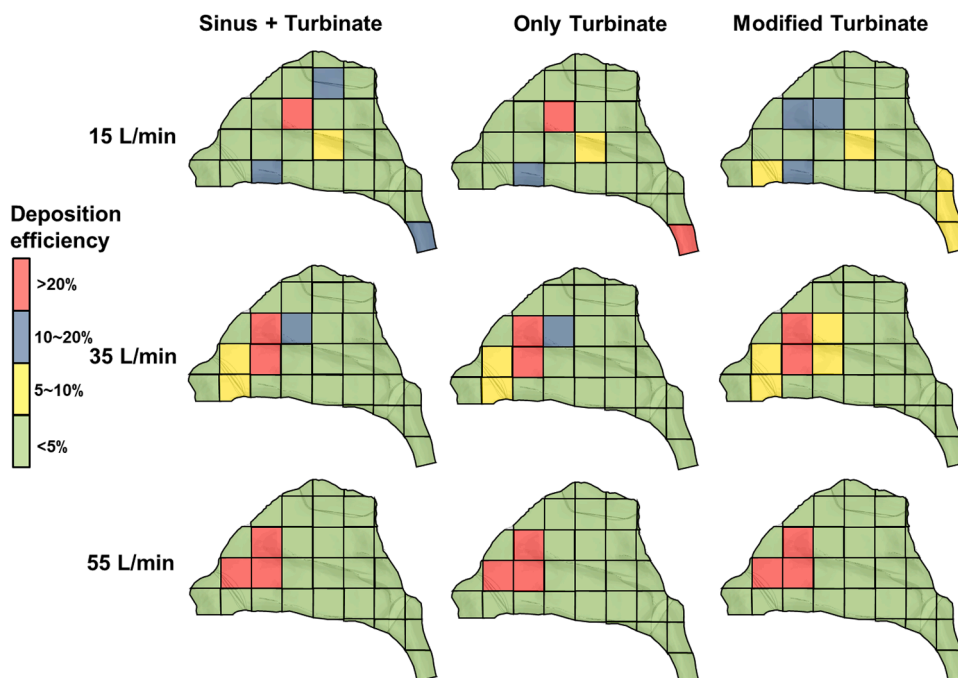 Sinus + Turbinate
Only Turbinate
Modified Turbinate
15 L/min
Deposition
efficiency
>20%
10~20%
5~10%
<5%
35 L/min
55 L/min